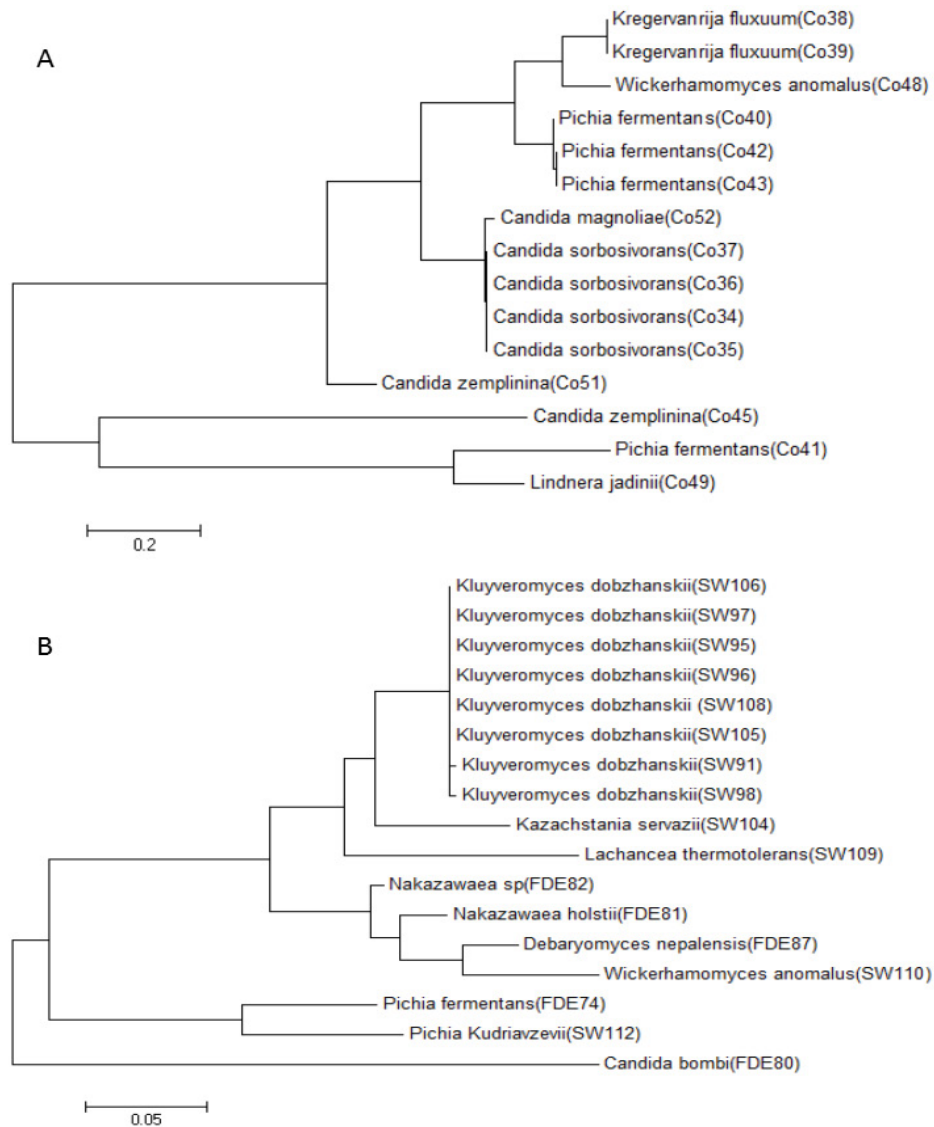 A
Kregervanrija fluxuum(Co38)
Kregervanrija fluxuum(Co39)
Wickerhamomyces anomalus(Co48)
Pichia fermentans(Co40)
Pichia fermentans(Co42)
Pichia fermentans(Co43)
Candida magnoliae(Co52)
Candida sorbosivorans(Co37)
Candida sorbosivorans(Co36)
Candida sorbosivorans(Co34)
Candida sorbosivorans(Co35)
Candida zemplinina(Co51)
Candida zemplinina(Co45)
Pichia fermentans(Co41)
Lindnera jadinii(Co49)
0.2
B
Kluyveromyces dobzhanskii(SW106)
Kluyveromyces dobzhanskii(SW97)
Kluyveromyces dobzhanskii(SW95)
Kluyveromyces dobzhanskii(SW96)
Kluyveromyces dobzhanskii (SW108)
Kluyveromyces dobzhanskii(SW105)
Kluyveromyces dobzhanskii(SW91)
Kluyveromyces dobzhanskii(SW98)
Kazachstania servazii(SW104)
Lachancea thermotolerans(SW109)
Nakazawaea sp(FDE82)
Nakazawaea holstii(FDE81)
Debaryomyces nepalensis(FDE87)
Wickerhamomyces anomalus(SW110)
Pichia fermentans(FDE74)
Pichia Kudriavzevii(SW112)
Candida bombi(FDE80)
0.05